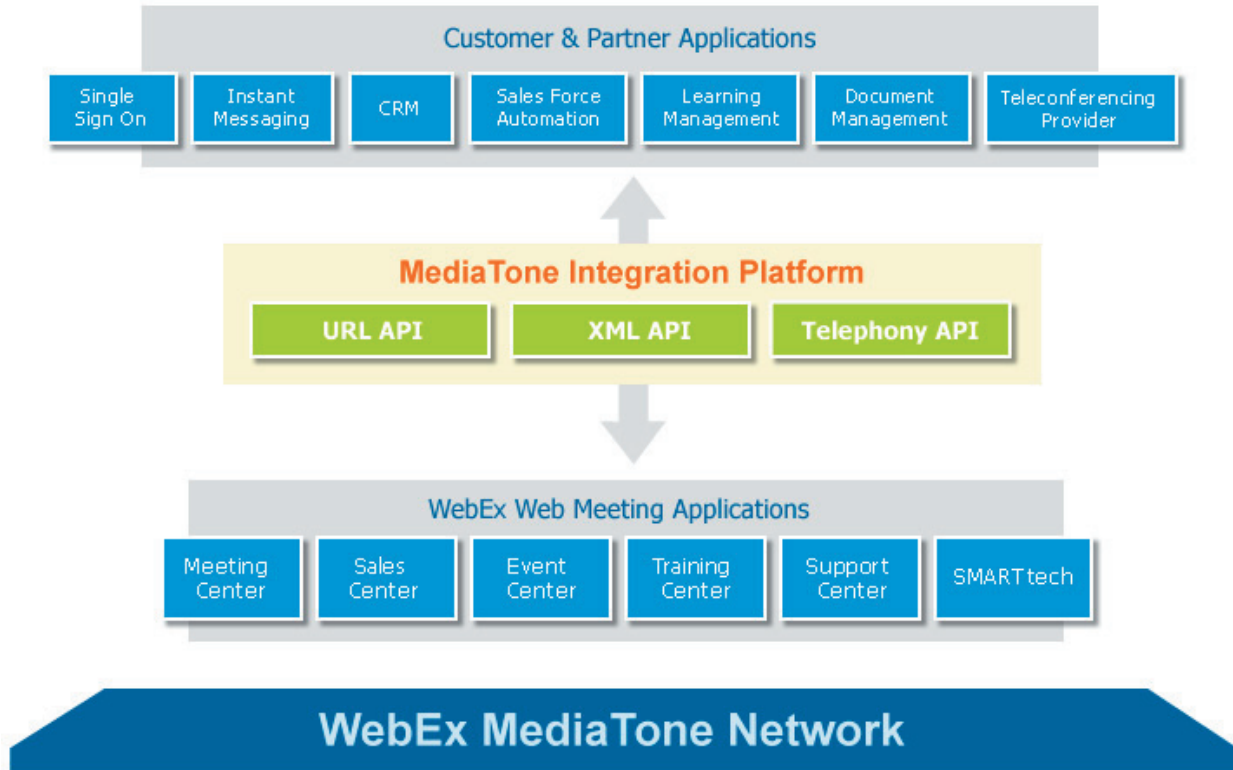 Customer & Partner Applications
Single
Sign On
Instant
Messaging
CRM
Sales Force
Automation
Learning
Management
Document
Management
Teleconferencing
Provider
MediaTone Integration Platform
URL API
XML API
Telephony API
WebEx Web Meeting Applications
Meeting
Center
Sales
Center
Event
Center
Training
Center
Support
Center
SMARTtech
WebEx MediaTone Network